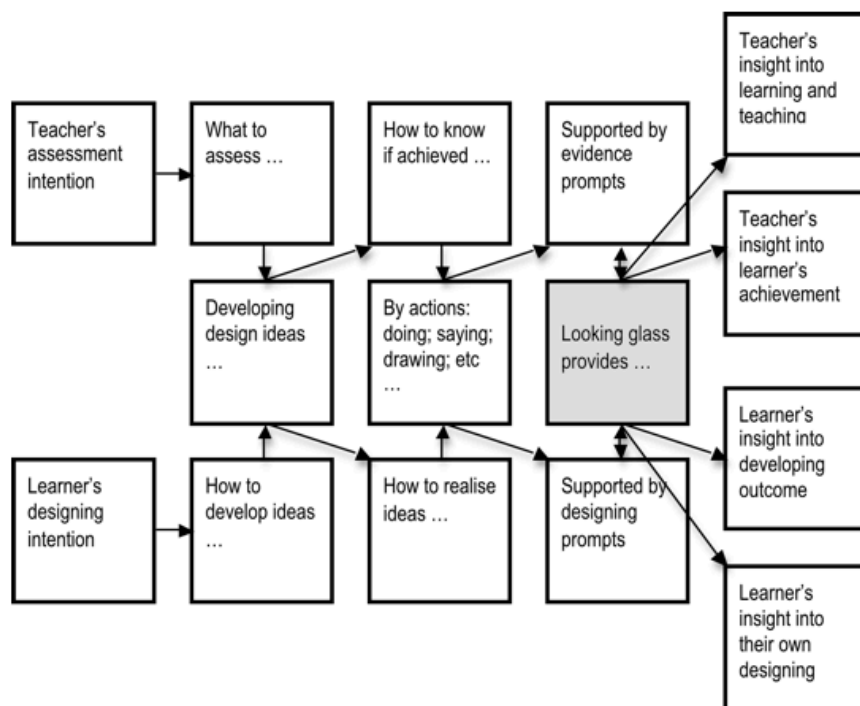 Teacher's
insight into
learning and
teaching
Teacher's
assessment
intention
What to
assess …
How to know
if achieved …
Supported by
evidence
prompts
Teacher's
insight into
learner's
achievement
Developing
design ideas
…
By actions:
doing; saying;
drawing; etc
…
Looking glass
provides …
Learner's
insight into
developing
outcome
Learner's
designing
intention
How to
develop ideas
…
How to realise
ideas …
Supported by
designing
prompts
Learner's
insight into
their own
designing